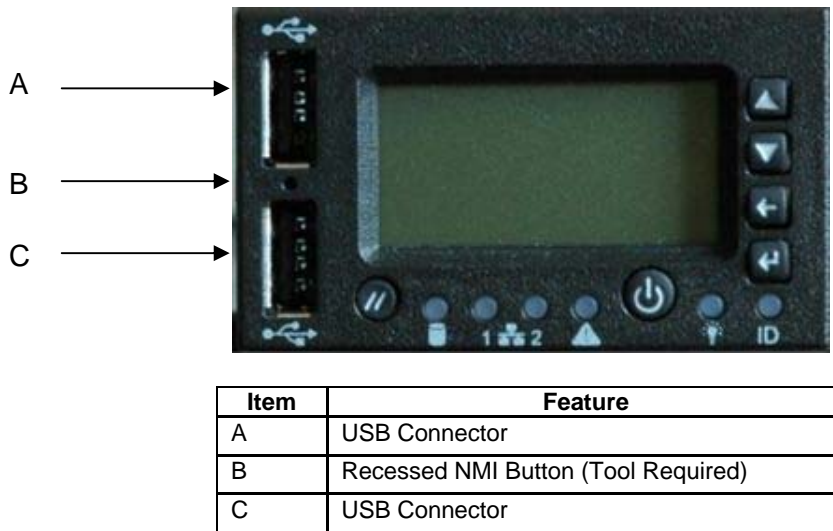 A
B
C
1 2
ID
Item Feature
A USB Connector
B Recessed NMI Button (Tool Required)
C USB Connector